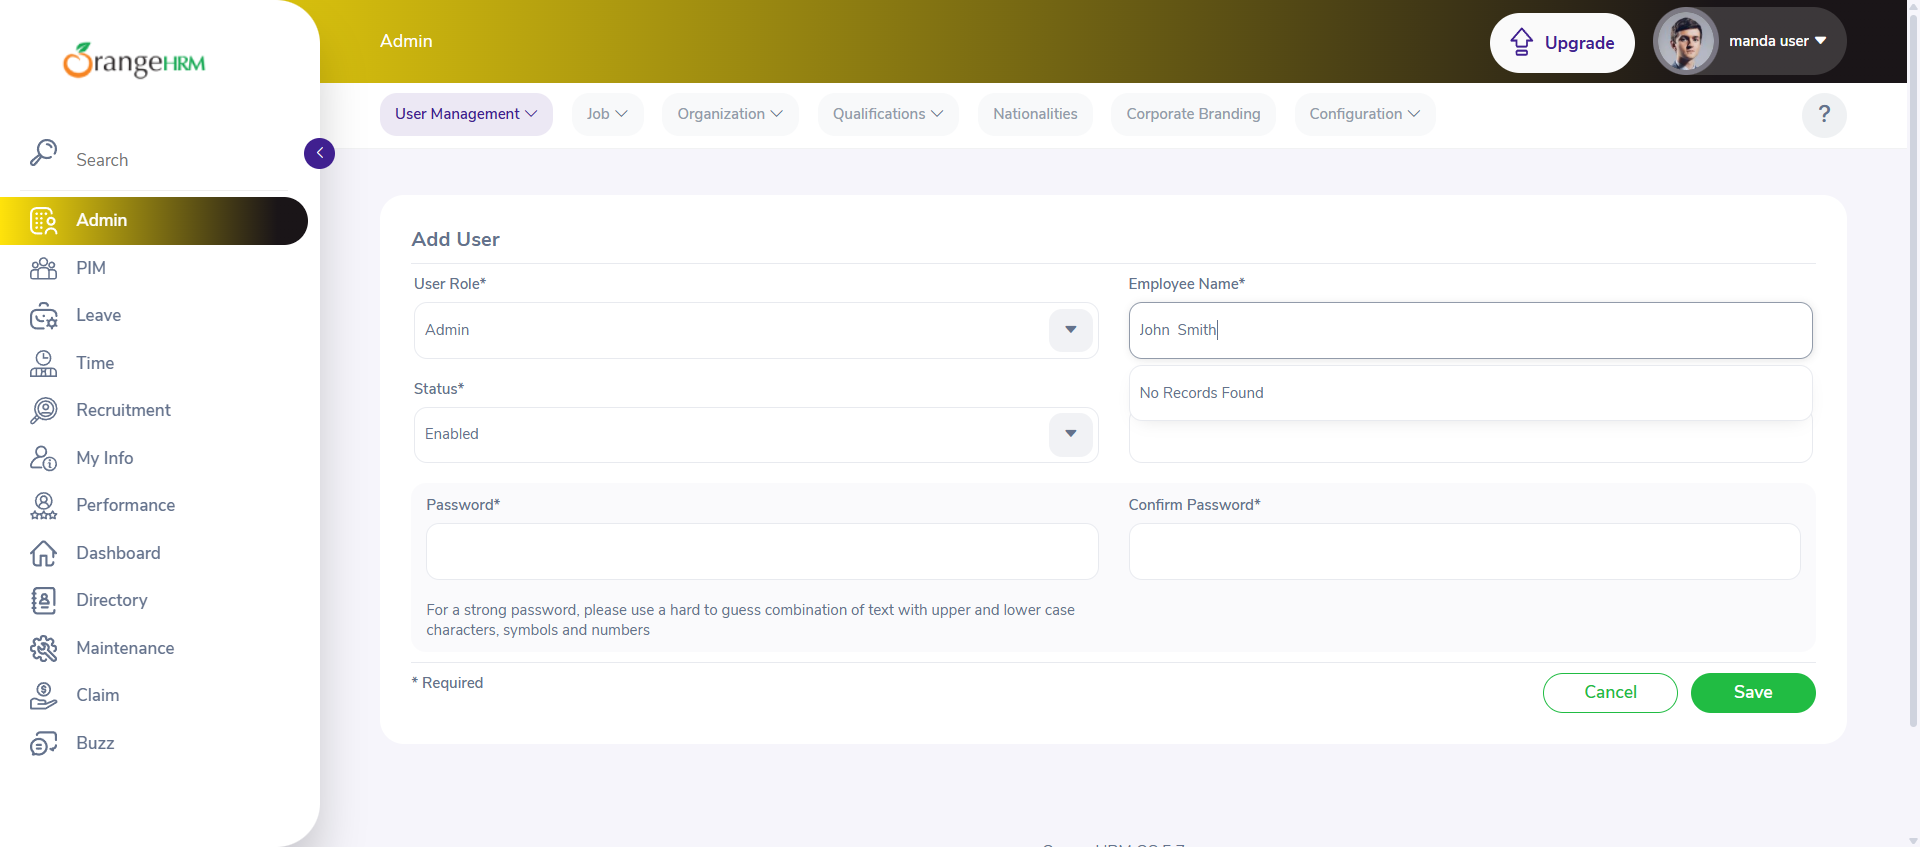 OrangeHRM
Search
Admin
PIM
Leave
Time
Recruitment
My Info
Performance
Dashboard
Directory
Maintenance
Claim
Buzz
Admin
Upgrade
manda user
User Management
Job
Organization
Qualifications
Nationalities
Corporate Branding
Configuration
?
Add User
User Role*
Admin
Employee Name*
John  Smith
No Records Found
Status*
Enabled
Password*
Confirm Password*
For a strong password, please use a hard to guess combination of text with upper and lower case
characters, symbols and numbers
* Required
Cancel
Save